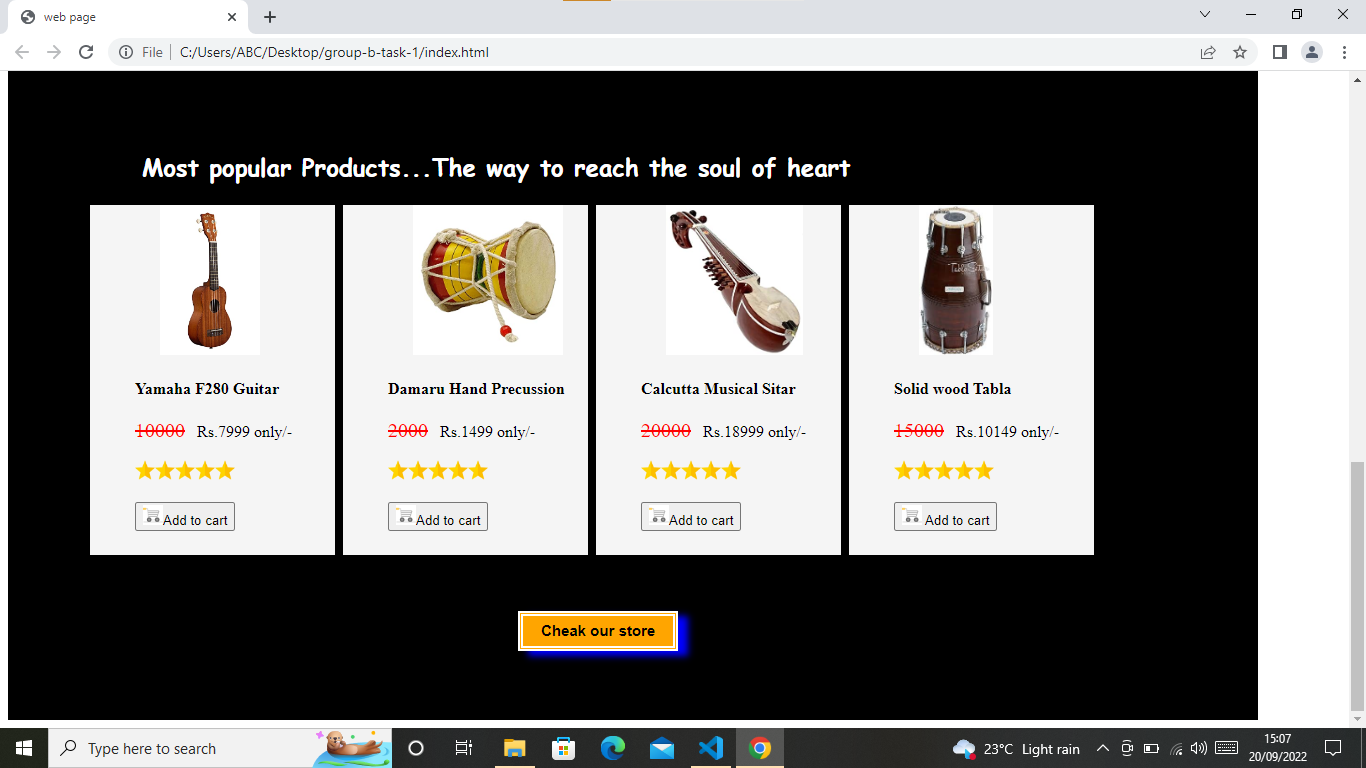 web page
File
C:/Users/ABC/Desktop/group-b-task-1/index.html
Most popular Products...The way to reach the soul of heart
Yamaha F280 Guitar
10000 Rs.7999 only/-
Add to cart
Damaru Hand Precussion
2000 Rs.1499 only/-
Add to cart
Calcutta Musical Sitar
20000 Rs.18999 only/-
Add to cart
Solid wood Tabla
15000 Rs.10149 only/-
Add to cart
Cheak our store
Type here to search
23°C Light rain
15:07
20/09/2022